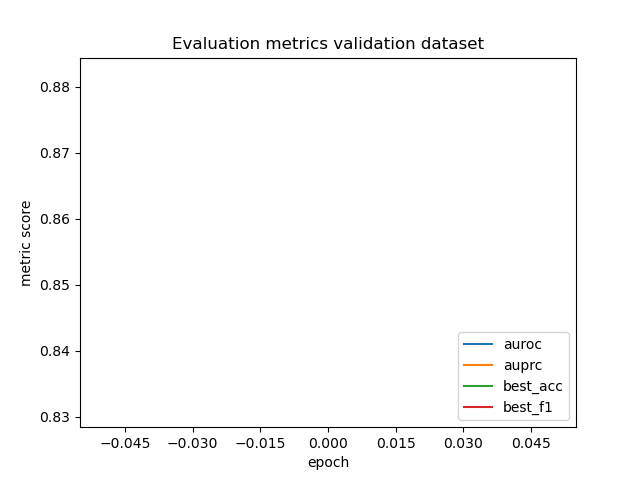 Evaluation metrics validation dataset
0.88
0.87
0.86
0.85
0.84
0.83
metric score
auroc
auprc
best_acc
best_f1
−0.045 −0.030 −0.015 0.000 0.015 0.030 0.045
epoch